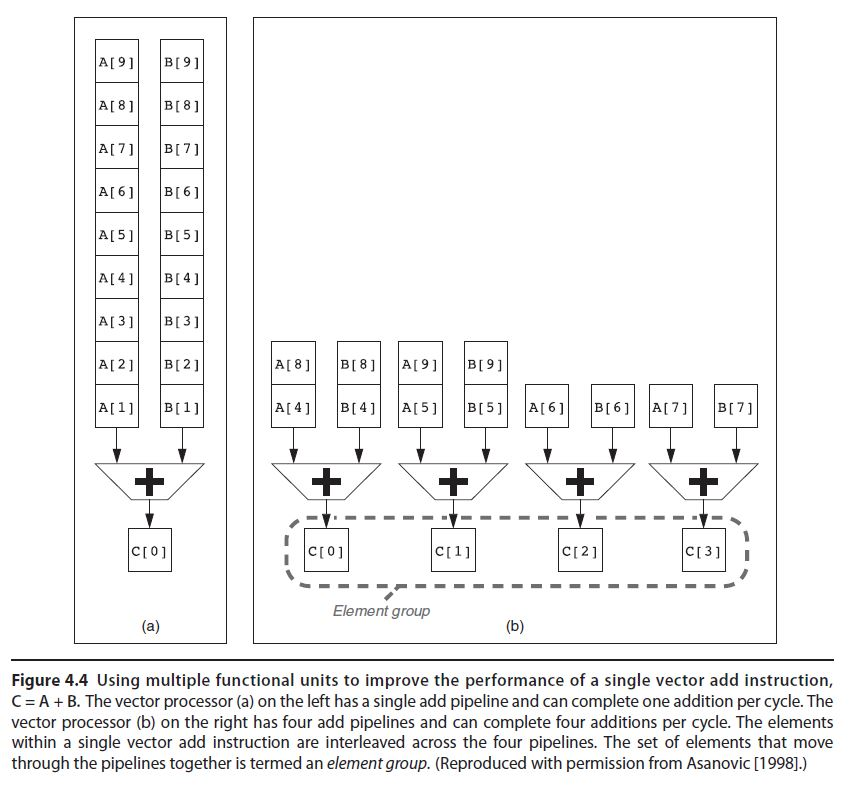 A[9] B[9]
A[8] B[8]
A[7] B[7]
A[6] B[6]
A[5] B[5]
A[4] B[4]
A[3] B[3]
A[2] B[2]
A[1] B[1]
+
C[0]
(a)
A[8] B[8] A[9] B[9]
A[4] B[4] A[5] B[5] A[6] B[6] A[7] B[7]
+ + + +
C[0] C[1] C[2] C[3]
Element group
(b)
Figure 4.4 Using multiple functional units to improve the performance of a single vector add instruction,
C = A + B. The vector processor (a) on the left has a single add pipeline and can complete one addition per cycle. The
vector processor (b) on the right has four add pipelines and can complete four additions per cycle. The elements
within a single vector add instruction are interleaved across the four pipelines. The set of elements that move
through the pipelines together is termed an element group. (Reproduced with permission from Asanovic [1998].)